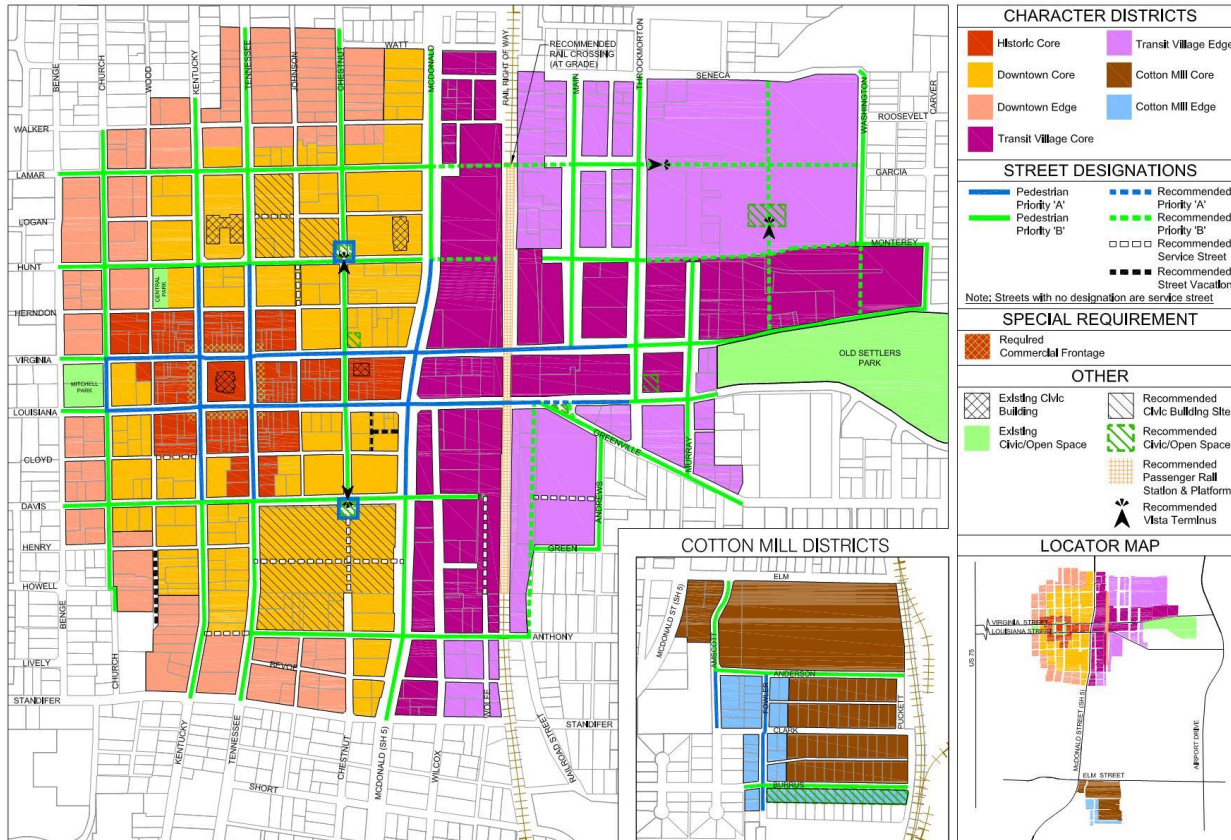 WATT
BENGE
CHURCH
WOOD
KENTUCKY
TENNESSEE
JOHNSON
CHESTNUT
MCDONALD
RAIL RIGHT OF WAY
RECOMMENDED
RAIL CROSSING
(AT GRADE)
MAIN
THROCKMORTON
SENECA
WASHINGTON
CARVER
ROOSEVELT
WALKER
LAMAR
GARCIA
LOGAN
MONTEREY
HUNT
CENTRAL
PARK
HERNDON
VIRGINIA
OLD SETTLERS
PARK
MITCHELL
PARK
LOUISIANA
GREENVILLE
MURRAY
CLOYD
DAVIS
ANDREWS
HENRY
GREEN
HOWELL
BENGE
ANTHONY
LIVELY
CHURCH
STANDIFER
WOLFE
STANDIFER
KENTUCKY
TENNESSEE
CHESTNUT
MCDONALD (SH 5)
WILCOX
RAILROAD STREET
SHORT
COTTON MILL DISTRICTS
ELM
MCDONALD ST (SH 5)
AMSCOTT
ANDERSON
FOWLER
PUCKETT
CLARK
BURRUS
CHARACTER DISTRICTS
Historic Core
Transit Village Edge
Downtown Core
Cotton Mill Core
Downtown Edge
Cotton Mill Edge
Transit Village Core
STREET DESIGNATIONS
Pedestrian
Priority 'A'
Recommended
Priority 'A'
Pedestrian
Priority 'B'
Recommended
Priority 'B'
Recommended
Service Street
Recommended
Street Vacation
Note: Streets with no designation are service street
SPECIAL REQUIREMENT
Required
Commercial Frontage
OTHER
Existing Civic
Building
Recommended
Civic Building Site
Existing
Civic/Open Space
Recommended
Civic/Open Space
Recommended
Passenger Rail
Station & Platform
Recommended
Vista Terminus
LOCATOR MAP
VIRGINIA STREET
LOUISIANA STREET
US 75
McDONALD STREET (SH 5)
AIRPORT DRIVE
ELM STREET